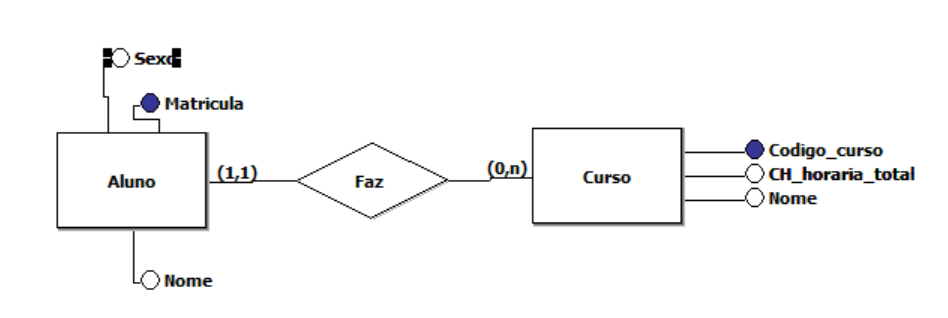 Sexo
Matricula
Aluno
(1,1)
Faz
(0,n)
Curso
Codigo_curso
CH_horaria_total
Nome
Nome